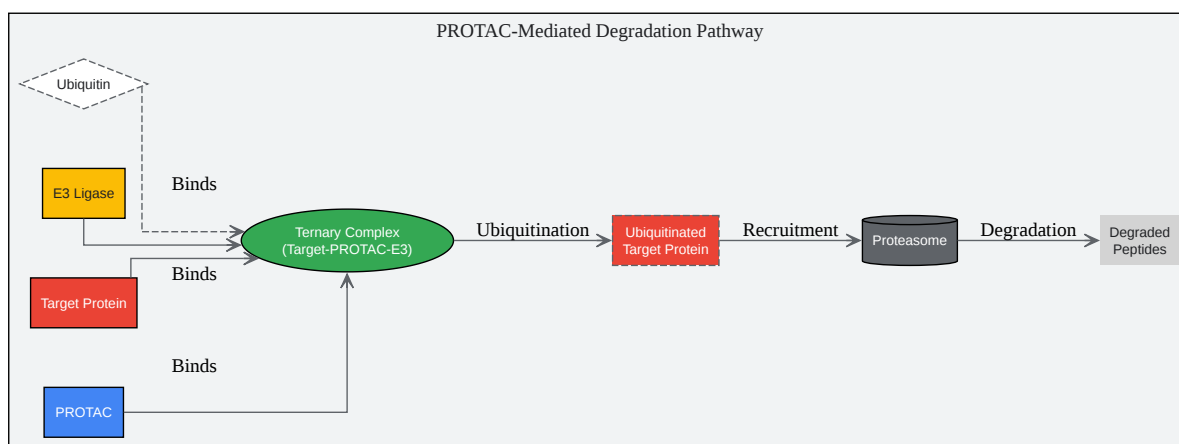 PROTAC-Mediated Degradation Pathway
Ubiquitin
E3 Ligase
Binds
Ternary Complex
(Target-PROTAC-E3)
Ubiquitination
Ubiquitinated
Target Protein
Recruitment
Proteasome
Degradation
Degraded
Peptides
Binds
Target Protein
Binds
PROTAC